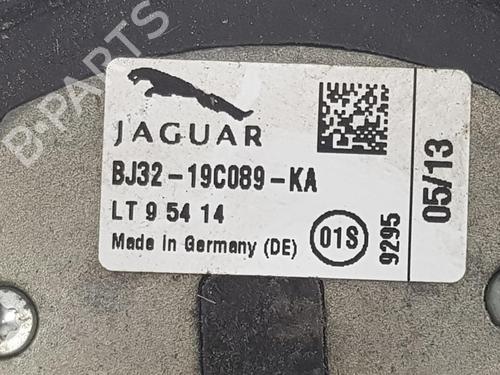 B-PARTS
JAGUAR
BJ32-19C089-KA
LT 9 54 14
Made in Germany (DE)
01S
9295
05/13